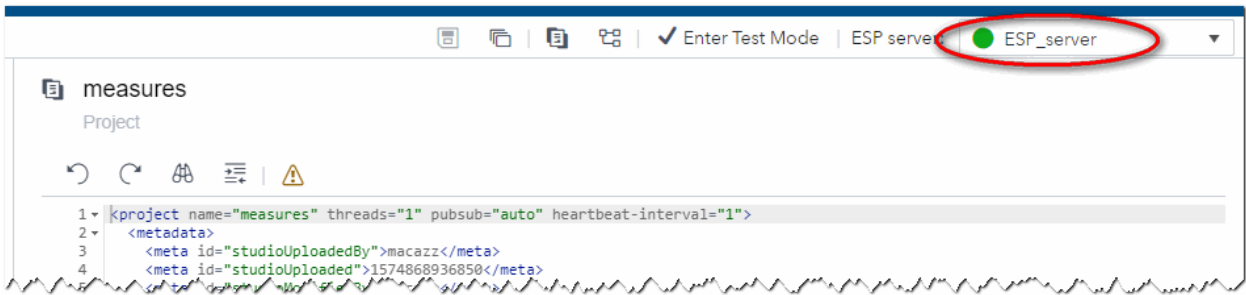 Enter Test Mode ESP server: ESP_server
measures
Project
1 <project name="measures" threads="1" pubsub="auto" heartbeat-interval="1">
2 <metadata>
3 <meta id="studioUploadedBy">macazz</meta>
4 <meta id="studioUploaded">1574868936850</meta>